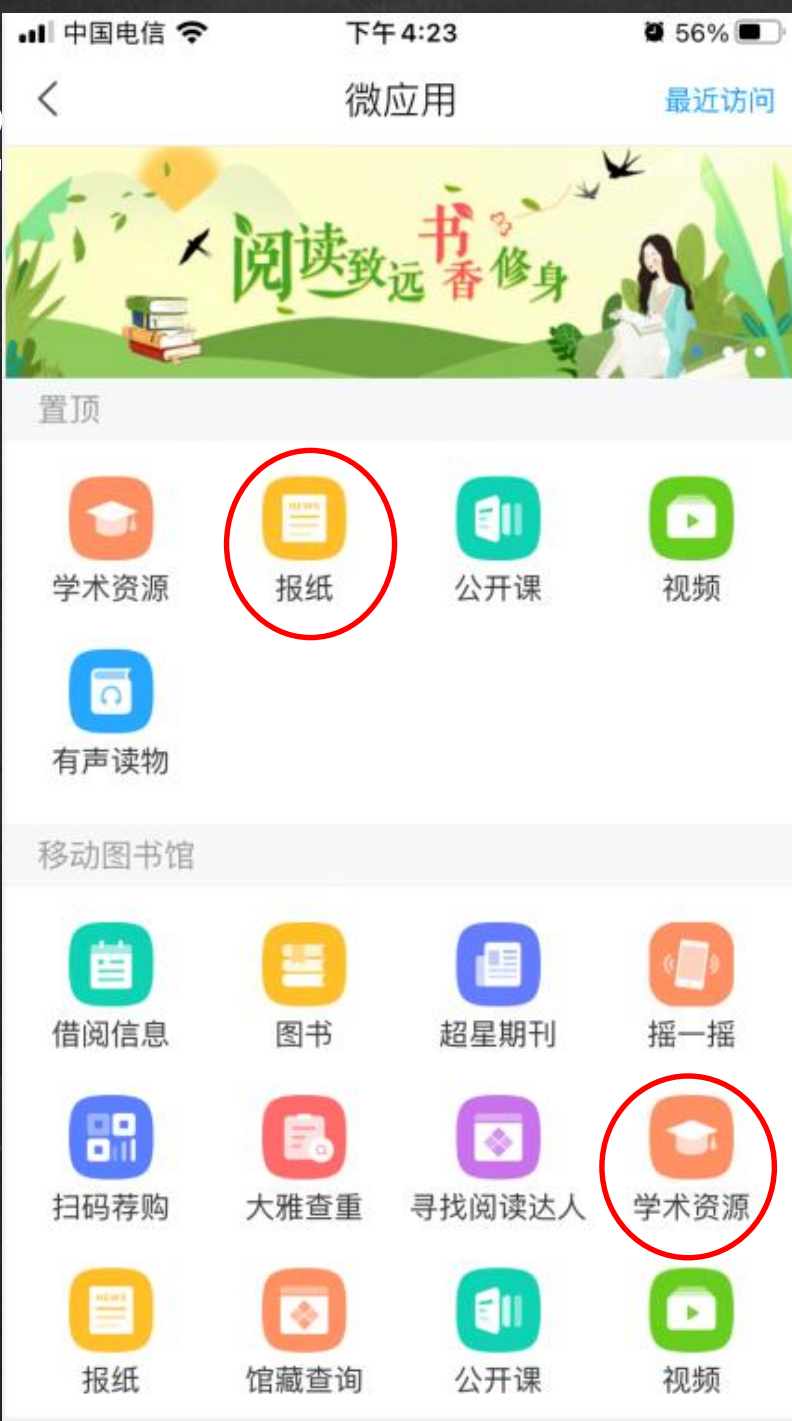 中国电信 下午4:23 56%
微应用 最近访问
阅读致远 书香修身
置顶
NEWS
学术资源 报纸 公开课 视频
有声读物
移动图书馆
借阅信息 图书 超星期刊 摇一摇
扫码荐购 大雅查重 寻找阅读达人 学术资源
NEWS
报纸 馆藏查询 公开课 视频